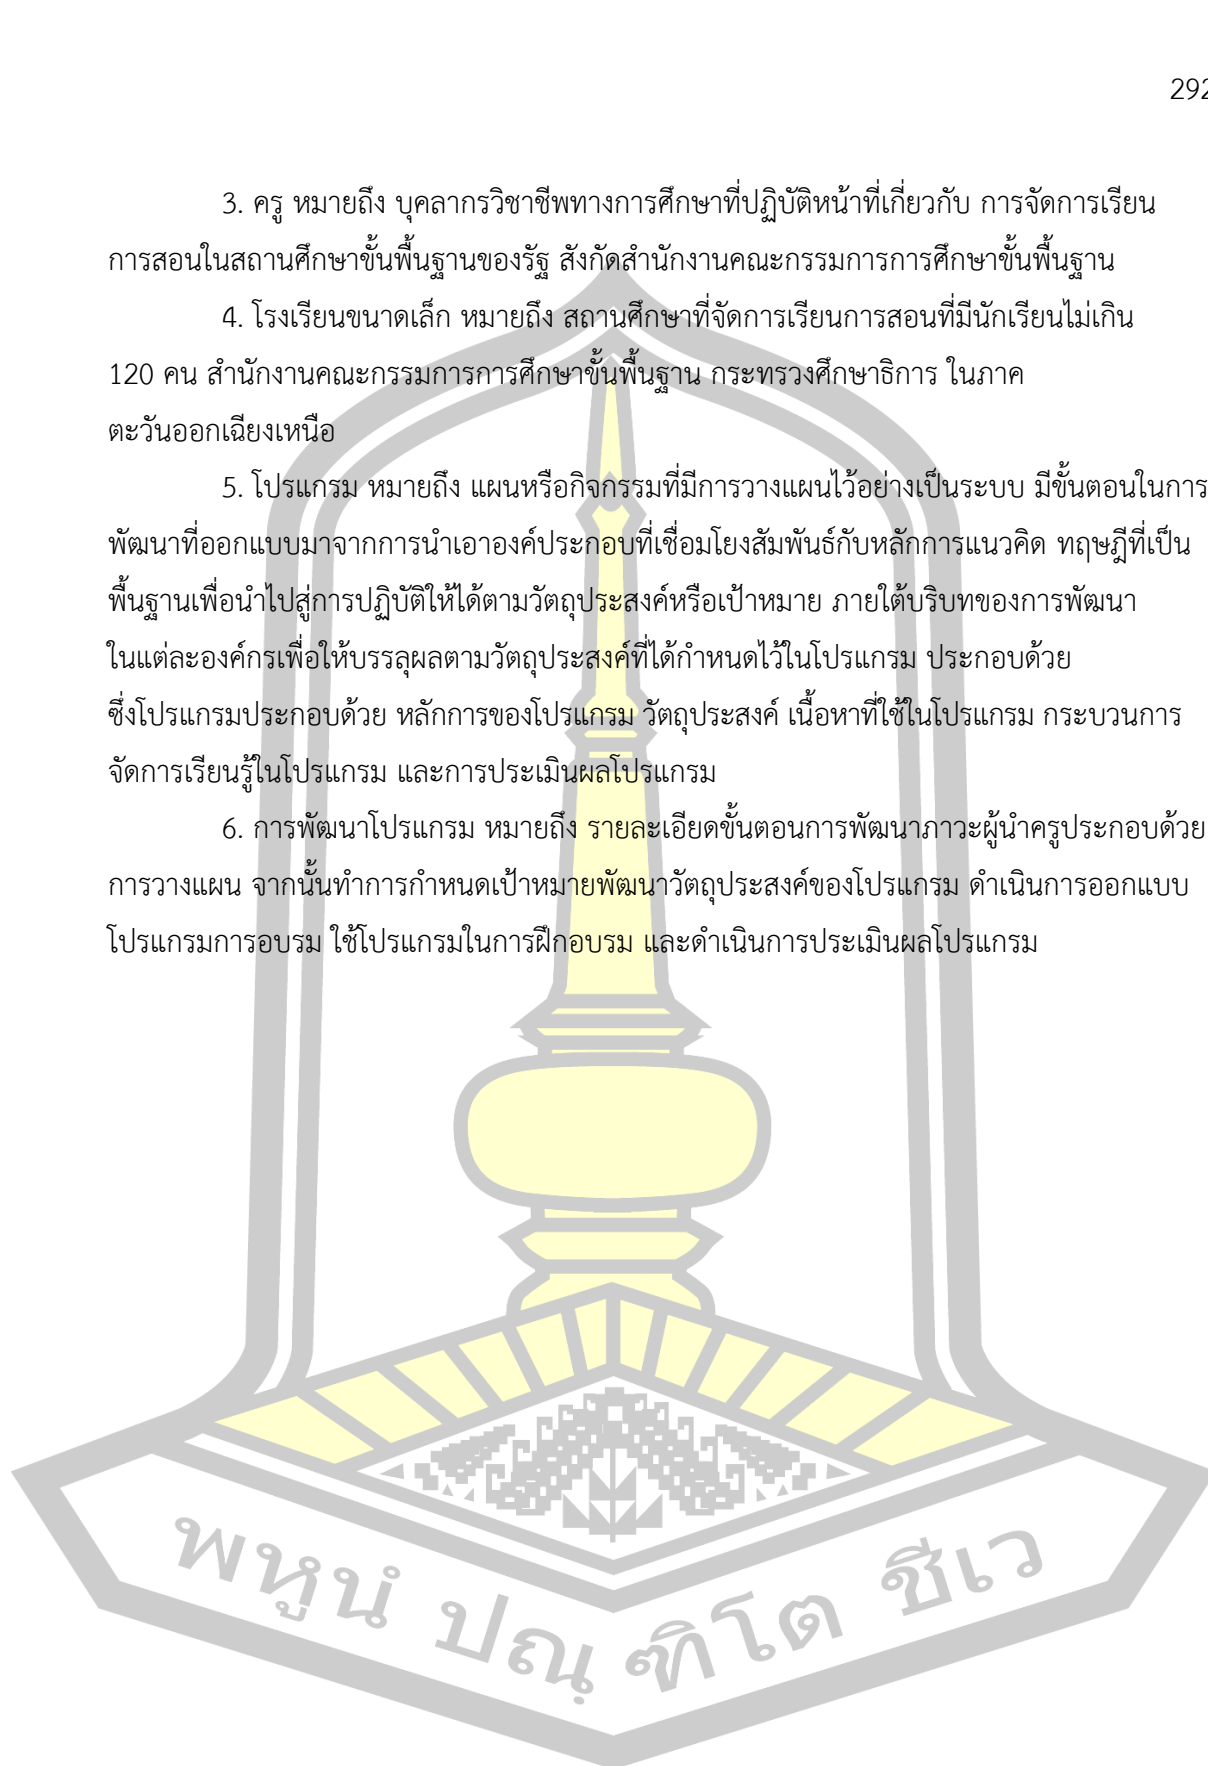 292
3. ครู หมายถึง บุคลากรวิชาชีพทางการศึกษาที่ปฏิบัติหน้าที่เกี่ยวกับ การจัดการเรียน
การสอนในสถานศึกษาขั้นพื้นฐานของรัฐ สังกัดสำนักงานคณะกรรมการการศึกษาขั้นพื้นฐาน
4. โรงเรียนขนาดเล็ก หมายถึง สถานศึกษาที่จัดการเรียนการสอนที่มีนักเรียนไม่เกิน
120 คน สำนักงานคณะกรรมการการศึกษาขั้นพื้นฐาน กระทรวงศึกษาธิการ ในภาค
ตะวันออกเฉียงเหนือ
5. โปรแกรม หมายถึง แผนหรือกิจกรรมที่มีการวางแผนไว้อย่างเป็นระบบ มีขั้นตอนในการ
พัฒนาที่ออกแบบมาจากการนำเอาองค์ประกอบที่เชื่อมโยงสัมพันธ์กับหลักการแนวคิด ทฤษฎีที่เป็น
พื้นฐานเพื่อนำไปสู่การปฏิบัติให้ได้ตามวัตถุประสงค์หรือเป้าหมาย ภายใต้บริบทของการพัฒนา
ในแต่ละองค์กรเพื่อให้บรรลุผลตามวัตถุประสงค์ที่ได้กำหนดไว้ในโปรแกรม ประกอบด้วย
ซึ่งโปรแกรมประกอบด้วย หลักการของโปรแกรม วัตถุประสงค์ เนื้อหาที่ใช้ในโปรแกรม กระบวนการ
จัดการเรียนรู้ในโปรแกรม และการประเมินผลโปรแกรม
6. การพัฒนาโปรแกรม หมายถึง รายละเอียดขั้นตอนการพัฒนาภาวะผู้นำครูประกอบด้วย
การวางแผน จากนั้นทำการกำหนดเป้าหมายพัฒนาวัตถุประสงค์ของโปรแกรม ดำเนินการออกแบบ
โปรแกรมการอบรม ใช้โปรแกรมในการฝึกอบรม และดำเนินการประเมินผลโปรแกรม
พหูนํ ปณฺฑิโต ชีเว